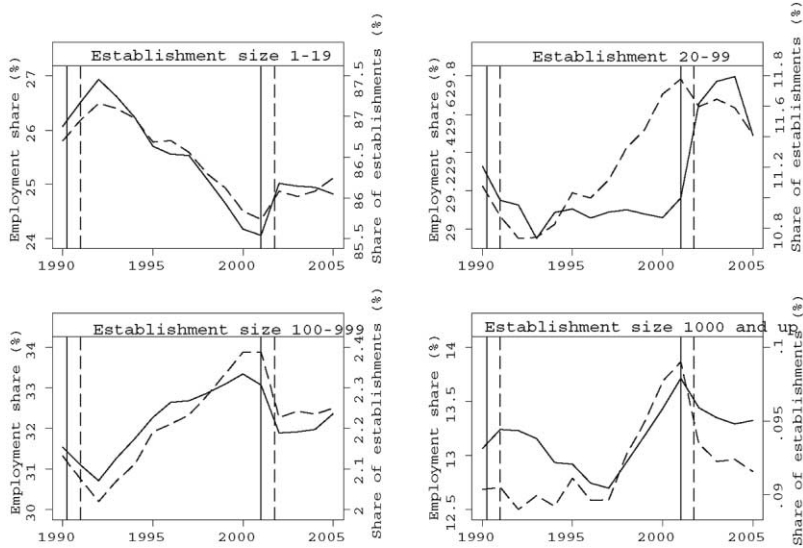 Establishment size 1-19
Employment share (%)
27
26
25
24
Share of establishments (%)
87.5
87
86.5
86
85.5
1990 1995 2000 2005
Establishment 20-99
Employment share (%)
29.8
29.6
29.4
29.2
29
Share of establishments (%)
11.8
11.6
11.2
11
10.8
1990 1995 2000 2005
Establishment size 100-999
Employment share (%)
34
33
32
31
30
Share of establishments (%)
2.4
2.3
2.2
2.1
2
1990 1995 2000 2005
Establishment size 1000 and up
Employment share (%)
14
13.5
13
12.5
Share of establishments (%)
.1
.095
.09
1990 1995 2000 2005